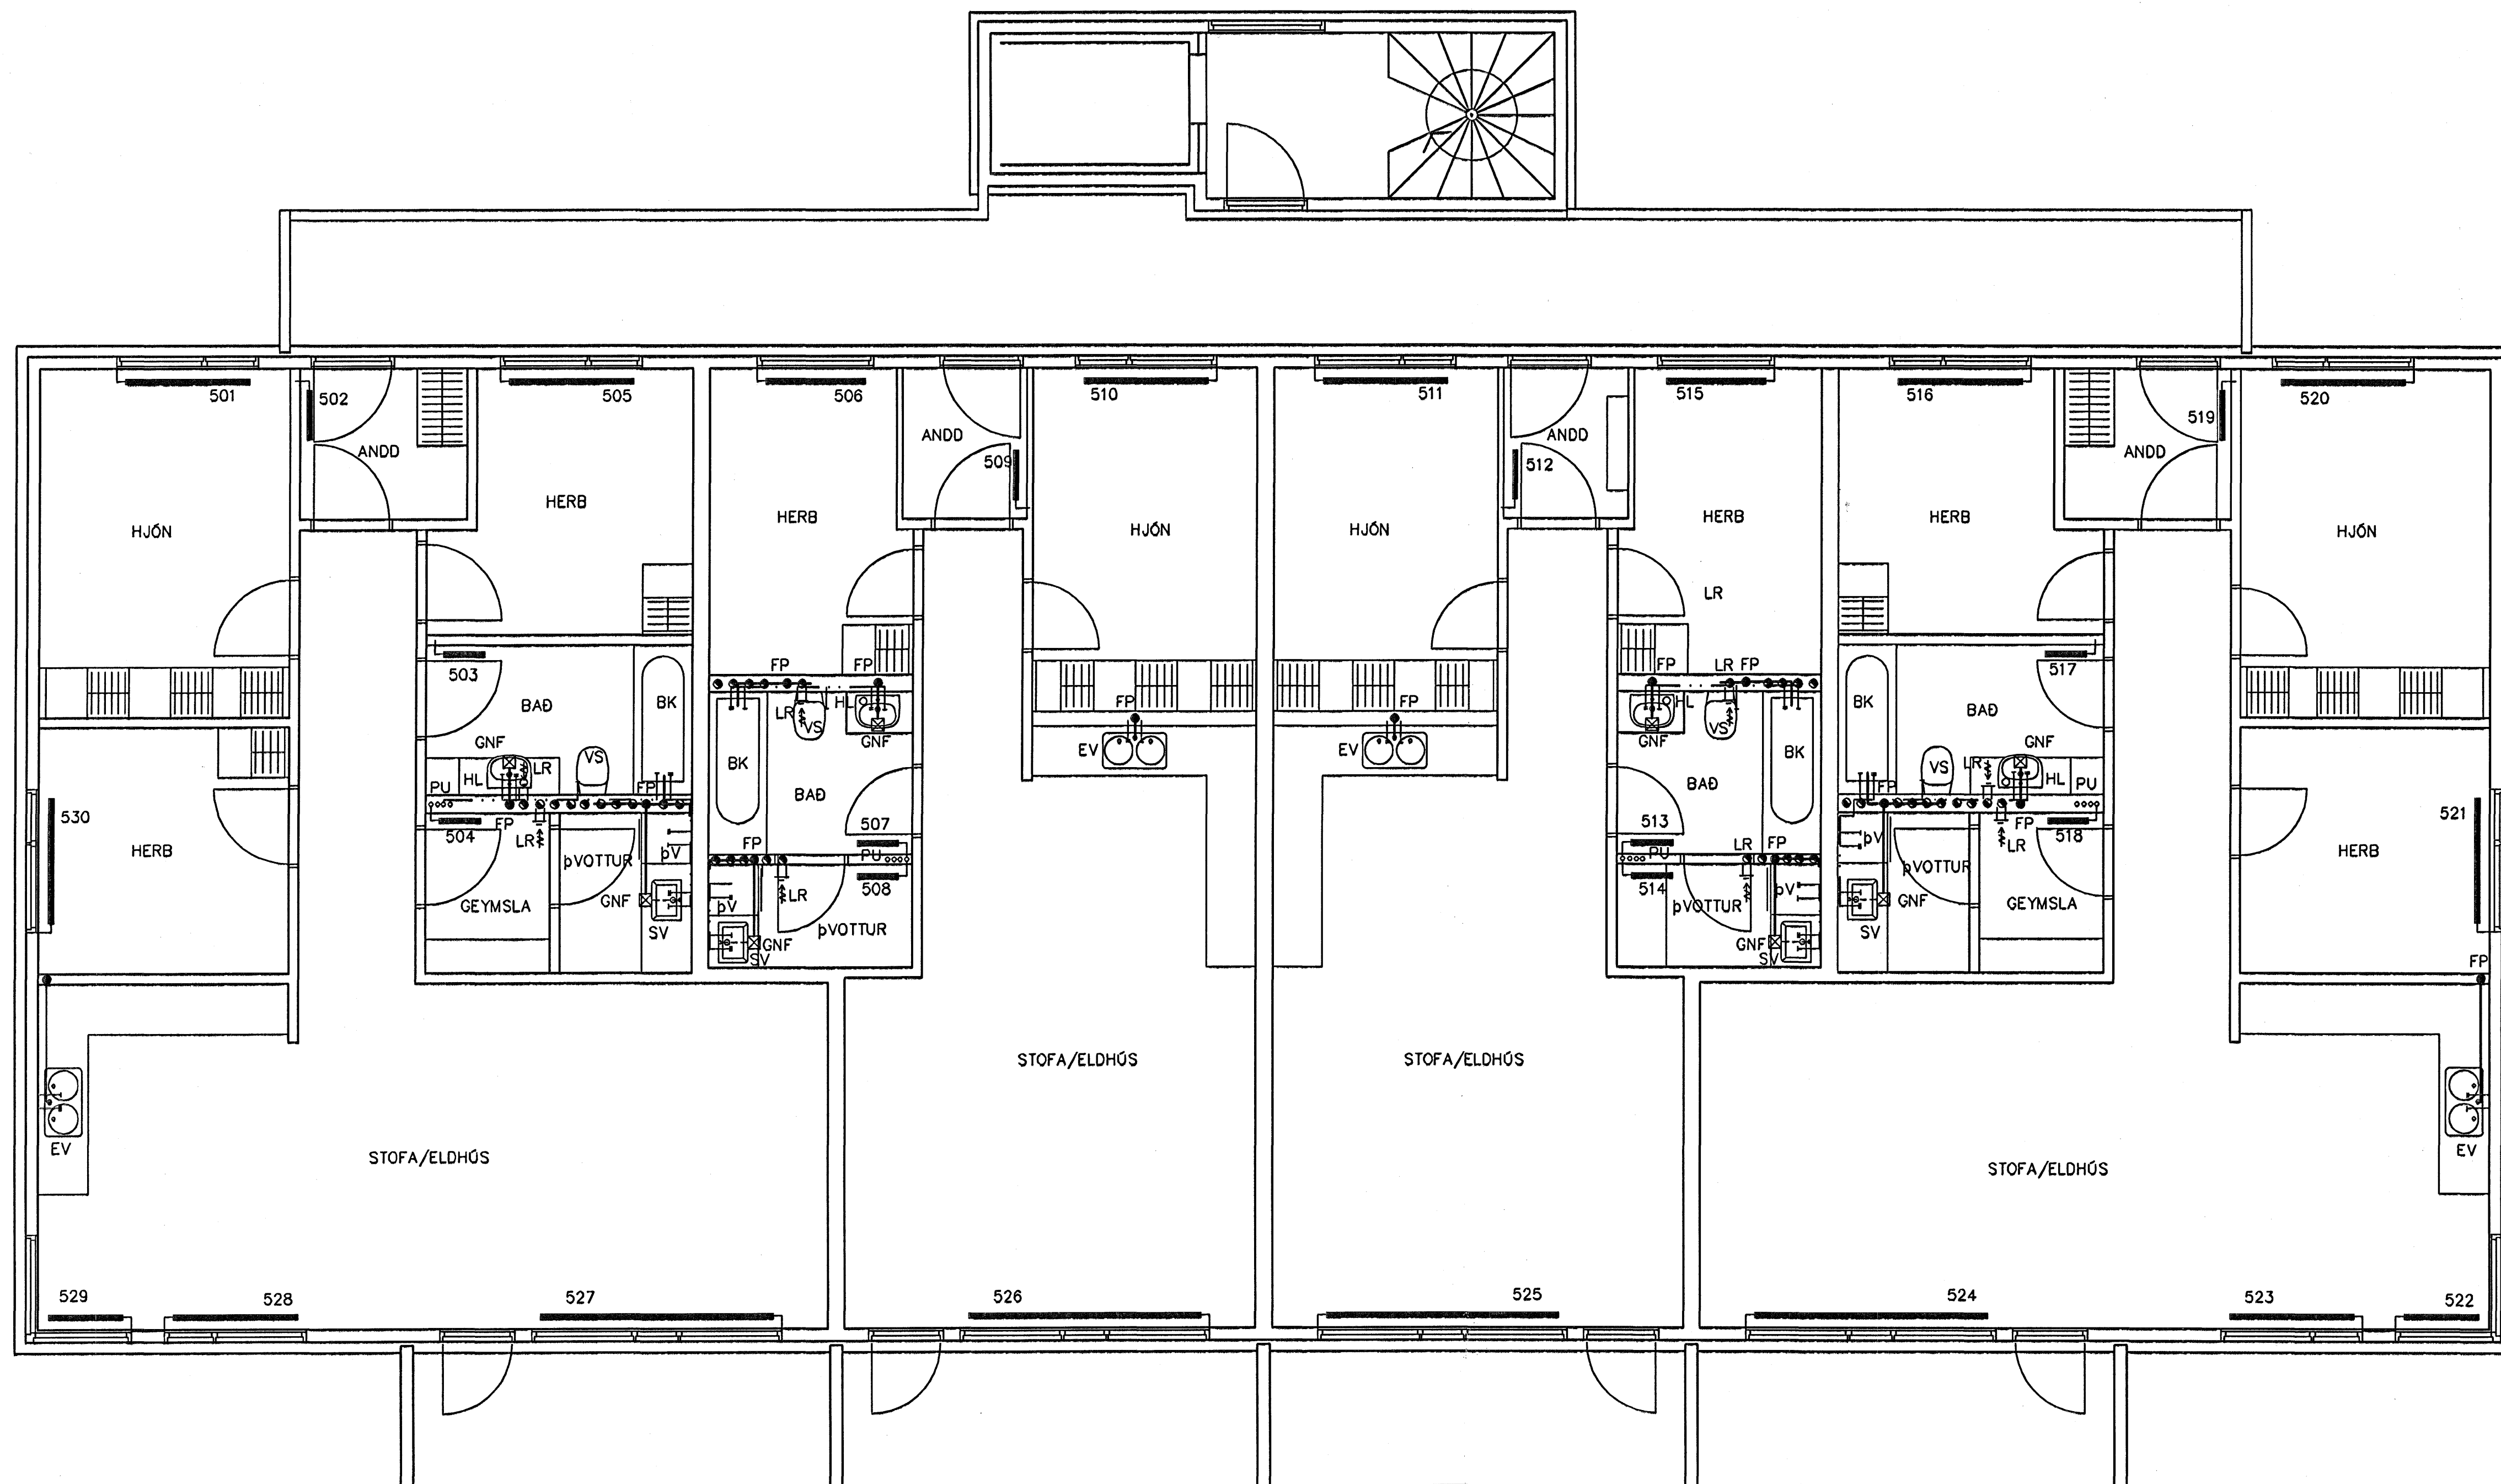 501
502
505
506
510
511
515
516
519
520
ANDD
ANDD
ANDD
ANDD
509
512
HJÓN
HERB
HERB
HJÓN
HJÓN
HERB
HERB
HJÓN
LR
503
FP
FP
FP
LR FP
517
BAÐ
BK
LR
VS
HL
FP
FP
HL
VS
BK
BAÐ
GNF
VS
BK
GNF
EV
EV
GNF
BK
VS
LR
GNF
PU
HL
LR
FP
BAÐ
BAÐ
FP
HL
PU
530
504
FP
LR
507
513
FP
518
521
HERB
ÞVOTTUR
ÞV
FP
PU
PU
LR
FP
ÞV
ÞVOTTUR
LR
HERB
GEYMSLA
GNF
SV
ÞV
LR
508
514
ÞVOTTUR
ÞV
GNF
SV
GEYMSLA
GNF
SV
ÞVOTTUR
GNF
SV
FP
STOFA/ELDHÚS
STOFA/ELDHÚS
EV
STOFA/ELDHÚS
STOFA/ELDHÚS
EV
529
528
527
526
525
524
523
522